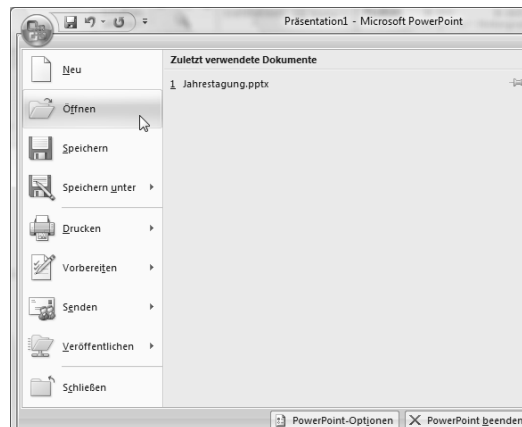 Präsentation1 - Microsoft PowerPoint
Neu
Öffnen
Speichern
Speichern unter
Drucken
Vorbereiten
Senden
Veröffentlichen
Schließen
Zuletzt verwendete Dokumente
1 Jahrestagung.pptx
PowerPoint-Optionen
PowerPoint beenden